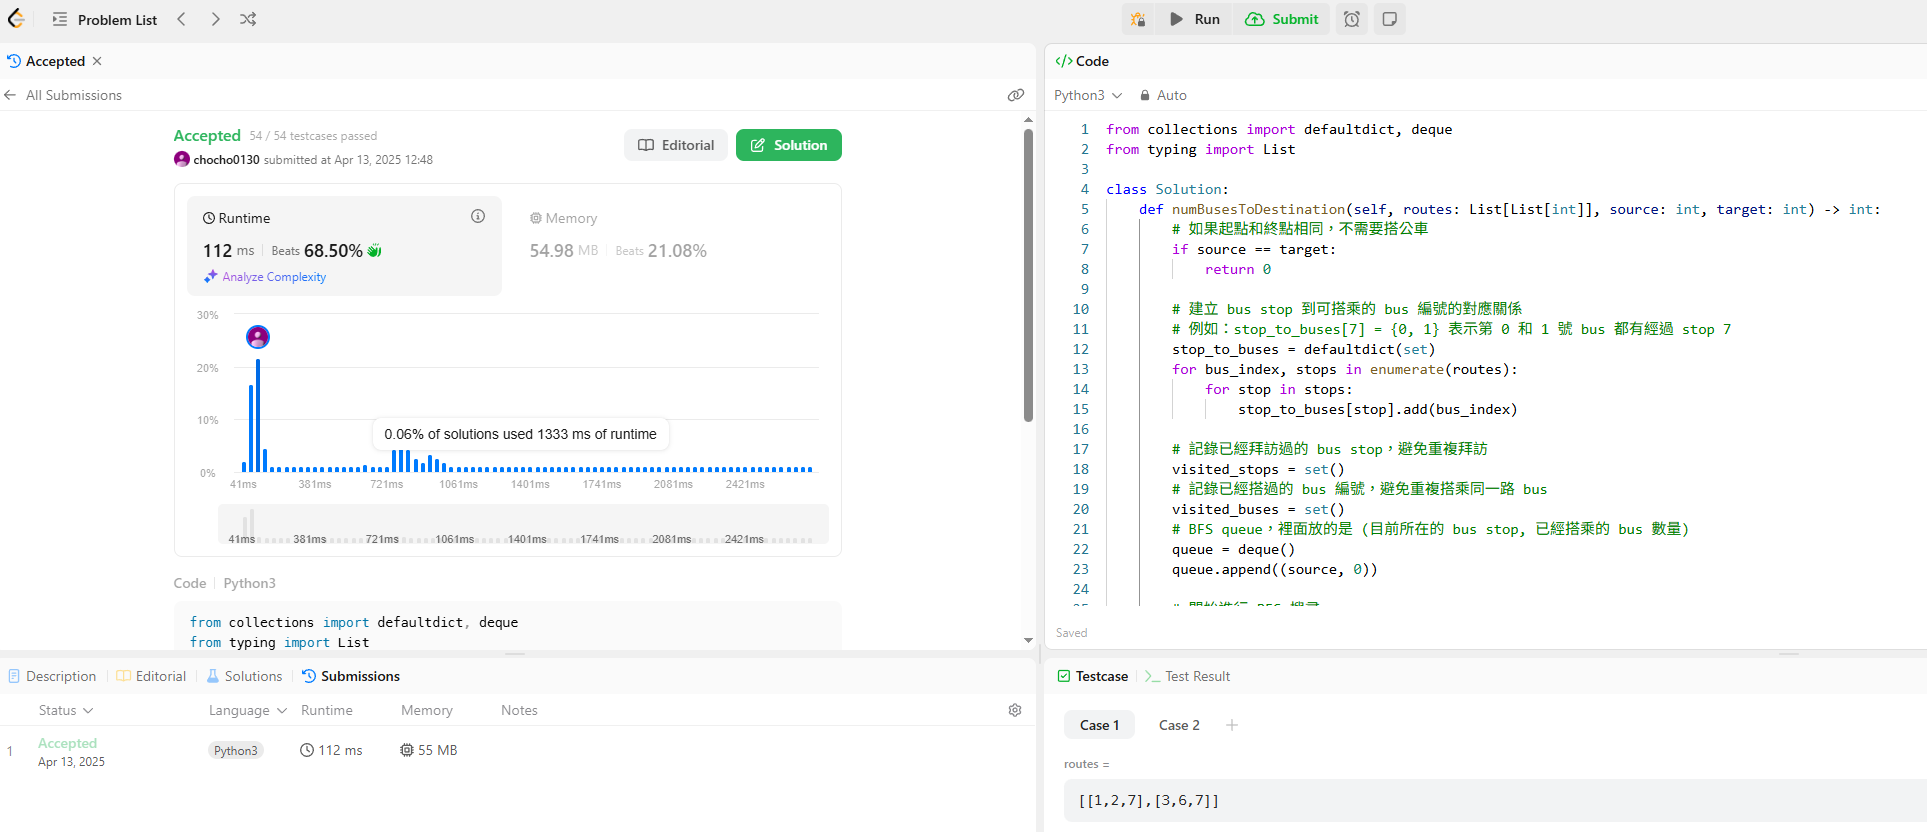 Problem List
Run
Submit
Accepted
All Submissions
Accepted 54 / 54 testcases passed
chocho0130 submitted at Apr 13, 2025 12:48
Editorial
Solution
Runtime
112 ms | Beats 68.50%
Analyze Complexity
Memory
54.98 MB | Beats 21.08%
30%
20%
10%
0%
0.06% of solutions used 1333 ms of runtime
41ms 381ms 721ms 1061ms 1401ms 1741ms 2081ms 2421ms
41ms 381ms 721ms 1061ms 1401ms 1741ms 2081ms 2421ms
Code | Python3
from collections import defaultdict, deque
from typing import List
Description
Editorial
Solutions
Submissions
Status Language Runtime Memory Notes
1 Accepted Python3 112 ms 55 MB
Apr 13, 2025
</> Code
Python3 Auto
1 from collections import defaultdict, deque
2 from typing import List
3
4 class Solution:
5 def numBusesToDestination(self, routes: List[List[int]], source: int, target: int) -> int:
6 # 如果起點和終點相同，不需要搭公車
7 if source == target:
8 return 0
9
10 # 建立 bus stop 到可搭乘的 bus 編號的對應關係
11 # 例如：stop_to_buses[7] = {0, 1} 表示第 0 和 1 號 bus 都有經過 stop 7
12 stop_to_buses = defaultdict(set)
13 for bus_index, stops in enumerate(routes):
14 for stop in stops:
15 stop_to_buses[stop].add(bus_index)
16
17 # 記錄已經拜訪過的 bus stop，避免重複拜訪
18 visited_stops = set()
19 # 記錄已經搭過的 bus 編號，避免重複搭乘同一路 bus
20 visited_buses = set()
21 # BFS queue，裡面放的是 (目前所在的 bus stop, 已經搭乘的 bus 數量)
22 queue = deque()
23 queue.append((source, 0))
24
Saved
Testcase
Test Result
Case 1
Case 2
routes =
[[1,2,7],[3,6,7]]